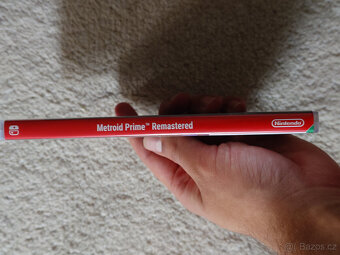 Metroid Prime™ Remastered
Nintendo
bazos.cz